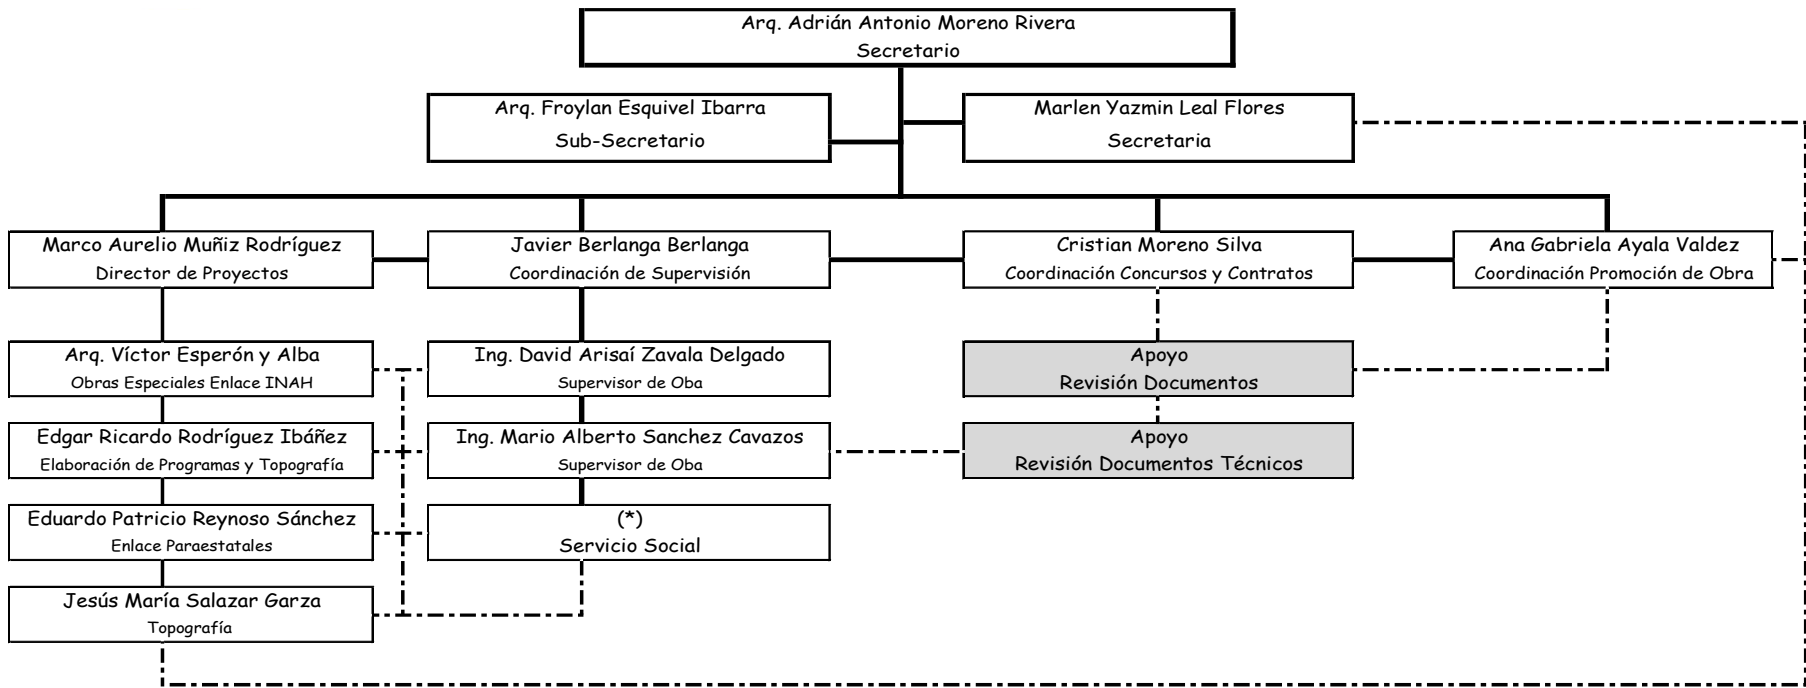 Arq. Adrián Antonio Moreno Rivera
Secretario
Arq. Froylan Esquivel Ibarra
Sub-Secretario
Marlen Yazmin Leal Flores
Secretaria
Marco Aurelio Muñiz Rodríguez
Director de Proyectos
Javier Berlanga Berlanga
Coordinación de Supervisión
Cristian Moreno Silva
Coordinación Concursos y Contratos
Ana Gabriela Ayala Valdez
Coordinación Promoción de Obra
Arq. Víctor Esperón y Alba
Obras Especiales Enlace INAH
Ing. David Arisaí Zavala Delgado
Supervisor de Oba
Apoyo
Revisión Documentos
Edgar Ricardo Rodríguez Ibáñez
Elaboración de Programas y Topografía
Ing. Mario Alberto Sanchez Cavazos
Supervisor de Oba
Apoyo
Revisión Documentos Técnicos
Eduardo Patricio Reynoso Sánchez
Enlace Paraestatales
(*)
Servicio Social
Jesús María Salazar Garza
Topografía